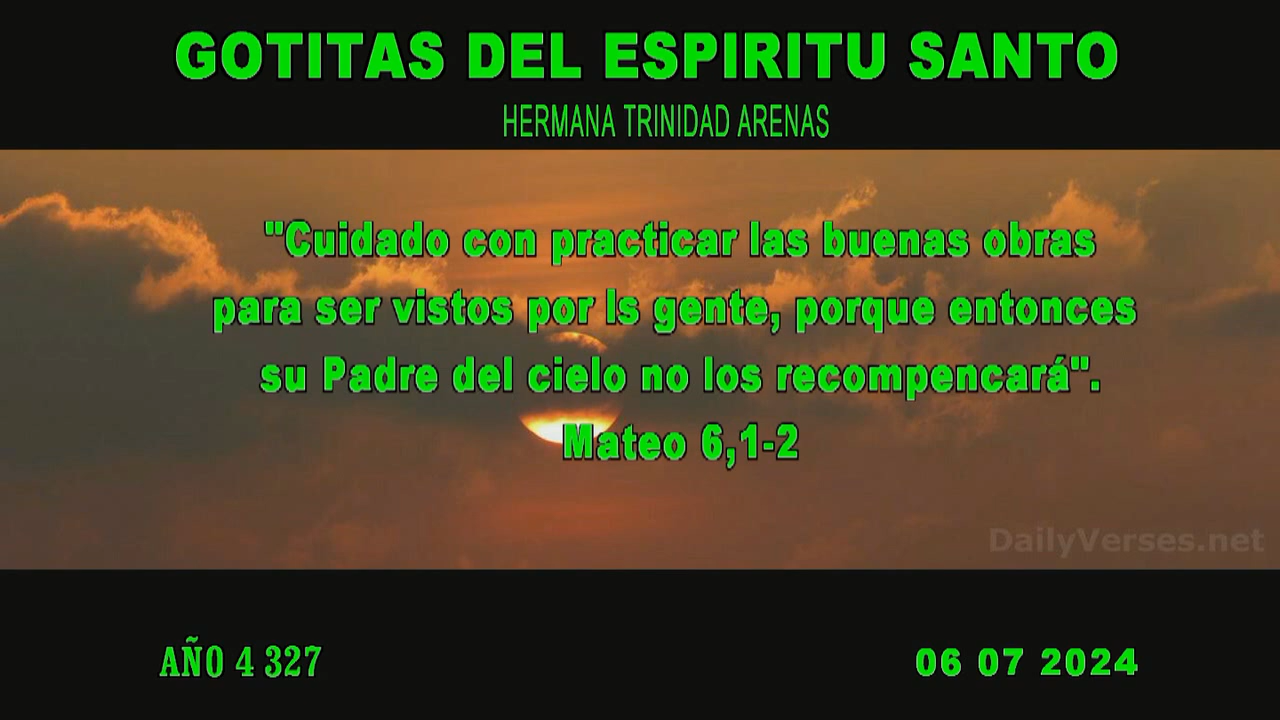 GOTITAS DEL ESPIRITU SANTO
HERMANA TRINIDAD ARENAS
"Cuidado con practicar las buenas obras
para ser vistos por ls gente, porque entonces
su Padre del cielo no los recompencará".
Mateo 6,1-2
DailyVerses.net
AÑO 4 327
06 07 2024